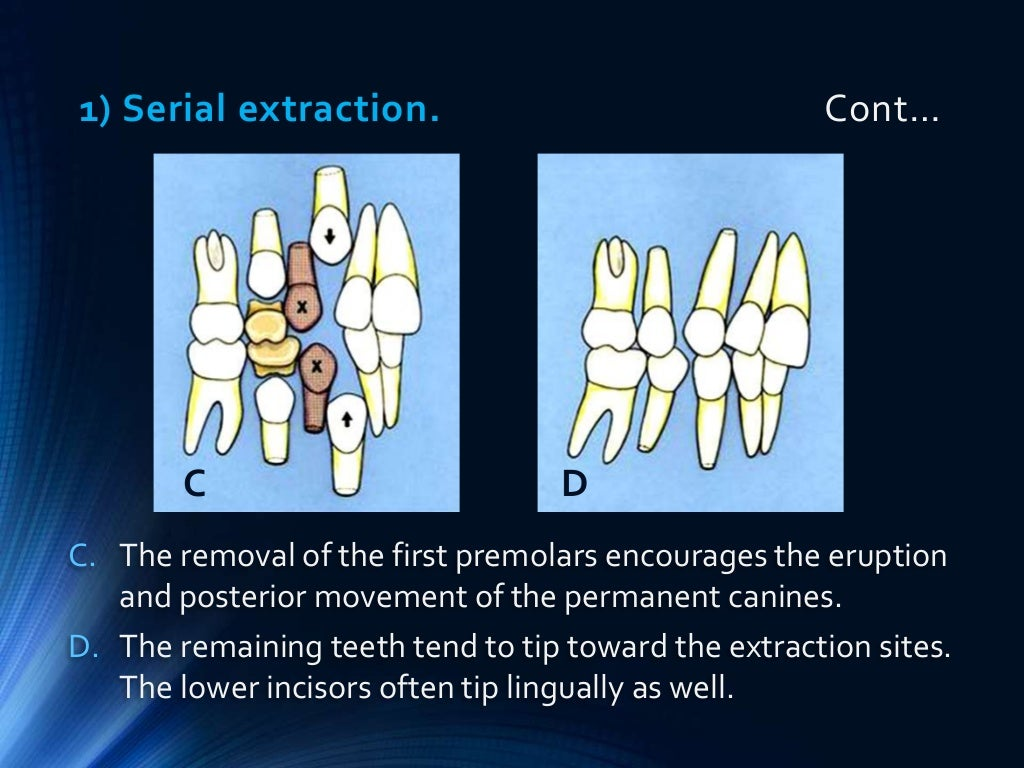 1) Serial extraction. Cont...
x
x
C
D
C. The removal of the first premolars encourages the eruption
and posterior movement of the permanent canines.
D. The remaining teeth tend to tip toward the extraction sites.
The lower incisors often tip lingually as well.